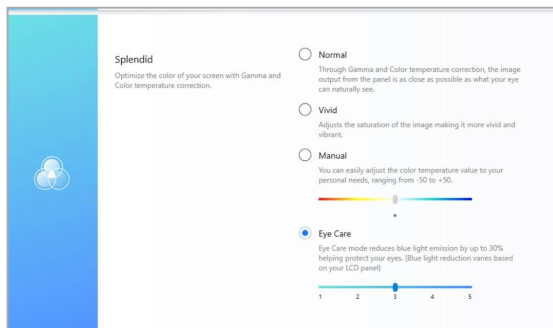 Splendid
Optimize the color of your screen with Gamma and
Color temperature correction.
Normal
Through Gamma and Color temperature correction, the image
output from the panel is as close as possible as what your eye
can naturally see.
Vivid
Adjusts the saturation of the image making it more vivid and
vibrant.
Manual
You can easily adjust the color temperature value to your
personal needs, ranging from -50 to +50.
Eye Care
Eye Care mode reduces blue light emission by up to 30%
helping protect your eyes. (Blue light reduction varies based
on your LCD panel)
1 2 3 4 5